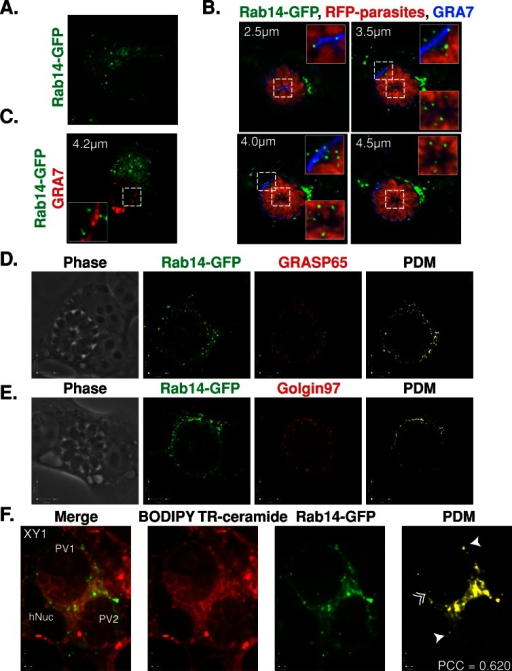 A.
Rab14-GFP
B.
Rab14-GFP, RFP-parasites, GRA7
2.5µm
3.5µm
4.0µm
4.5µm
C.
Rab14-GFP
GRA7
4.2µm
D.
Phase
Rab14-GFP
GRASP65
PDM
E.
Phase
Rab14-GFP
Golgin97
PDM
F.
Merge
BODIPY TR-ceramide
Rab14-GFP
PDM
XY1
PV1
hNuc
PV2
PCC = 0.620